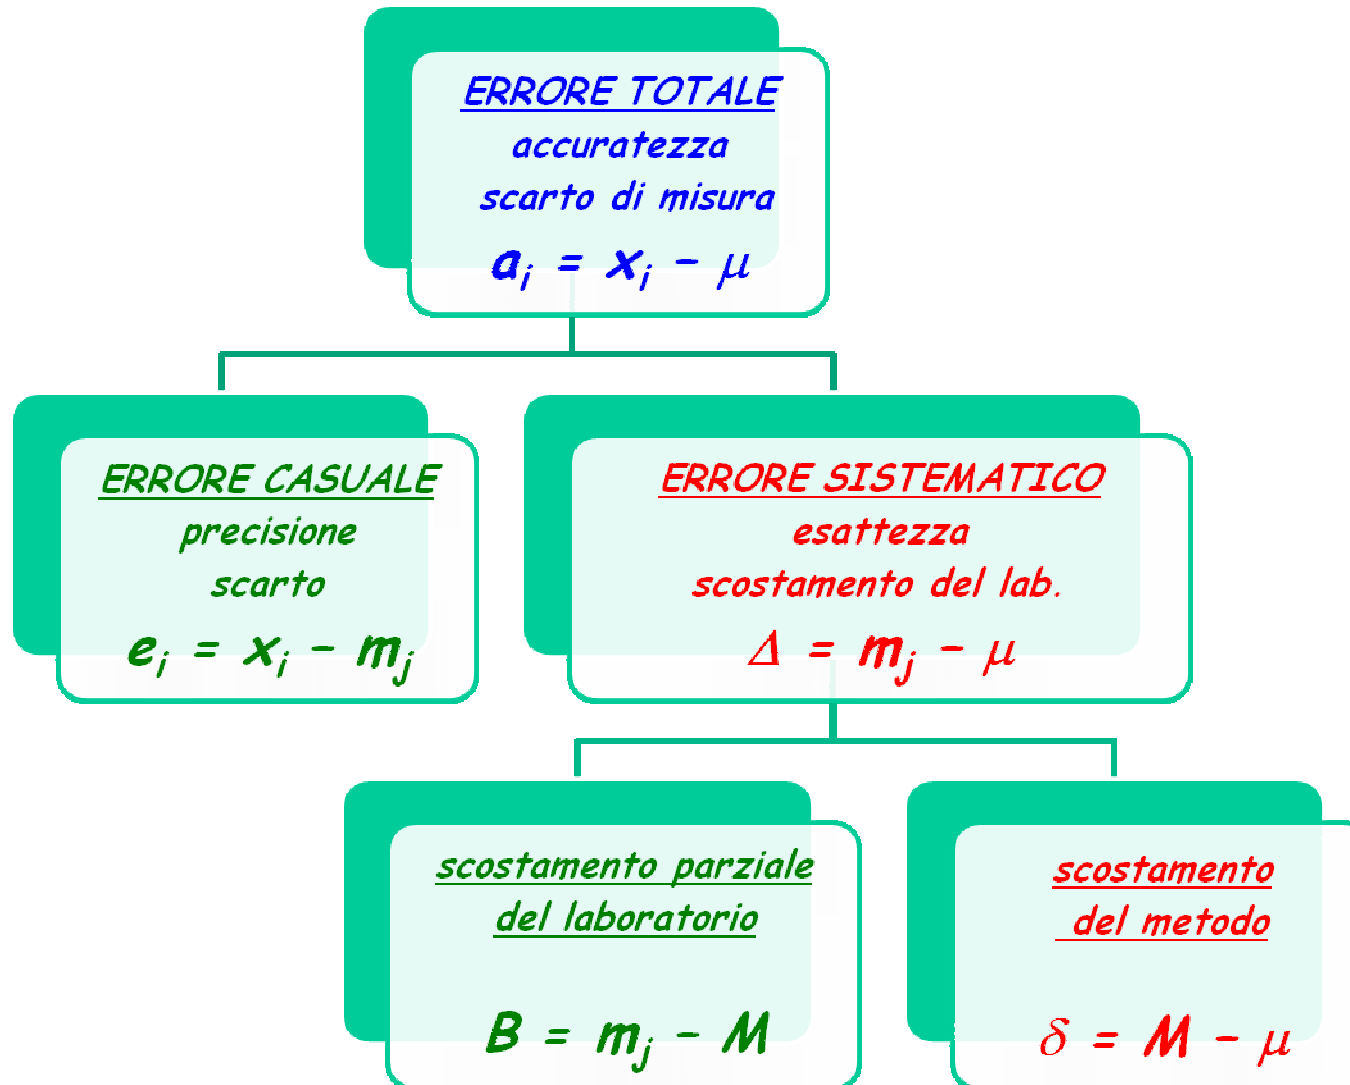 ERRORE TOTALE
accuratezza
scarto di misura
aᵢ = xᵢ − μ
ERRORE CASUALE
precisione
scarto
eᵢ = xᵢ − mⱼ
ERRORE SISTEMATICO
esattezza
scostamento del lab.
Δ = mⱼ − μ
scostamento parziale
del laboratorio
B = mⱼ − M
scostamento
del metodo
δ = M − μ